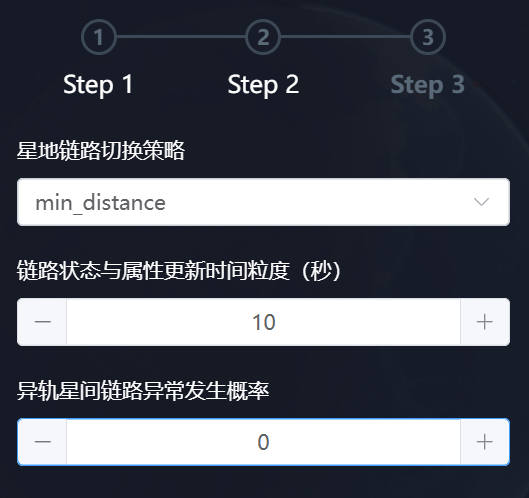 1 2 3
Step 1 Step 2 Step 3
星地链路切换策略
min_distance
链路状态与属性更新时间粒度（秒）
10
异轨星间链路异常发生概率
0